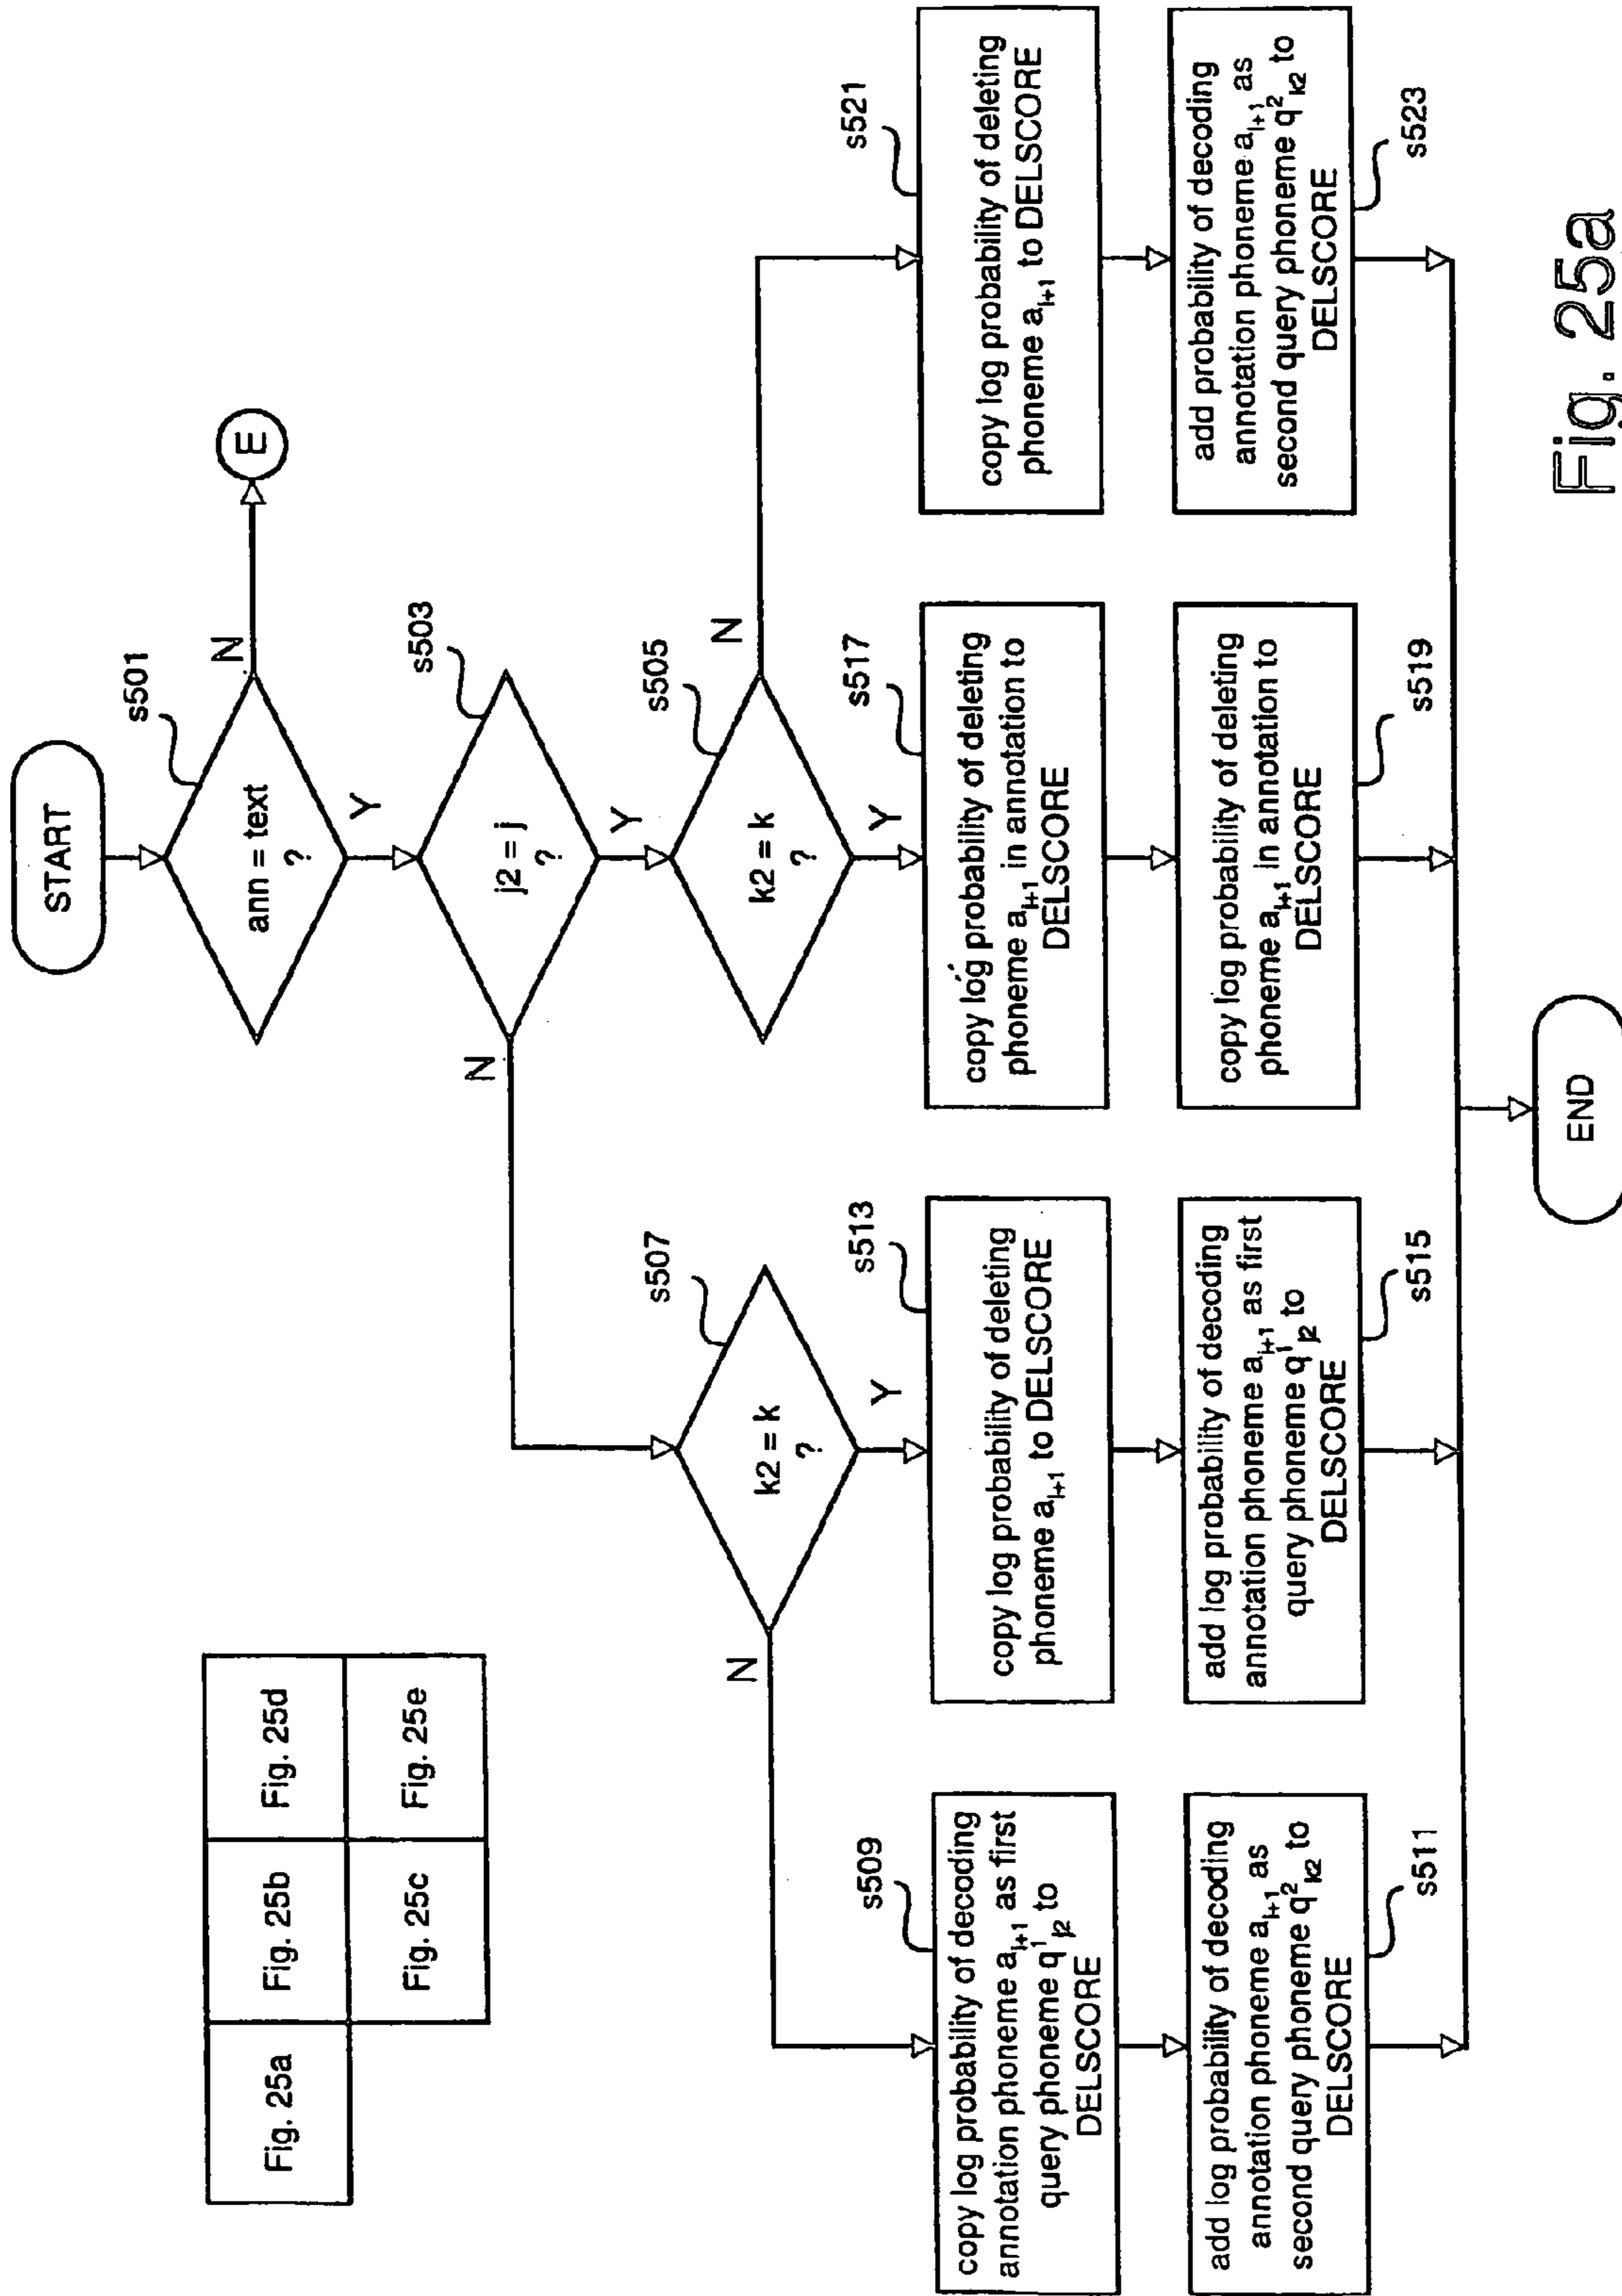 Fig. 25a
Fig. 25b
Fig. 25d
Fig. 25c
Fig. 25e
START
s501
ann = text
?
N
E
Y
s503
j2 = j
?
N
Y
s505
k2 = k
?
N
Y
s507
k2 = k
?
N
Y
s509
copy log probability of decoding
annotation phoneme a_{i+1} as first
query phoneme q^1_{j2} to
DELSCORE
s511
add log probability of decoding
annotation phoneme a_{i+1} as
second query phoneme q^2_{k2} to
DELSCORE
s513
copy log probability of deleting
phoneme a_{i+1} to DELSCORE
s515
add log probability of decoding
annotation phoneme a_{i+1} as first
query phoneme q^1_{j2} to
DELSCORE
s517
copy log probability of deleting
phoneme a_{i+1} in annotation to
DELSCORE
s519
copy log probability of deleting
phoneme a_{i+1} in annotation to
DELSCORE
s521
copy log probability of deleting
phoneme a_{i+1} to DELSCORE
s523
add probability of decoding
annotation phoneme a_{i+1} as
second query phoneme q^2_{k2} to
DELSCORE
END
Fig. 25a